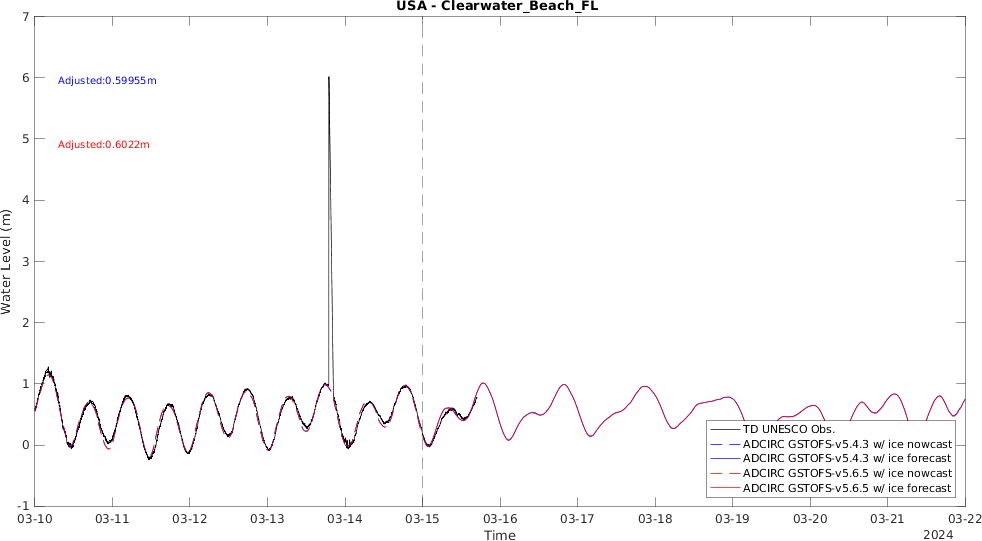 USA - Clearwater_Beach_FL
7
6
5
4
3
2
1
0
-1
Water Level (m)
Adjusted:0.59955m
Adjusted:0.6022m
TD UNESCO Obs.
ADCIRC GSTOFS-v5.4.3 w/ ice nowcast
ADCIRC GSTOFS-v5.4.3 w/ ice forecast
ADCIRC GSTOFS-v5.6.5 w/ ice nowcast
ADCIRC GSTOFS-v5.6.5 w/ ice forecast
03-10 03-11 03-12 03-13 03-14 03-15 03-16 03-17 03-18 03-19 03-20 03-21 03-22
Time
2024